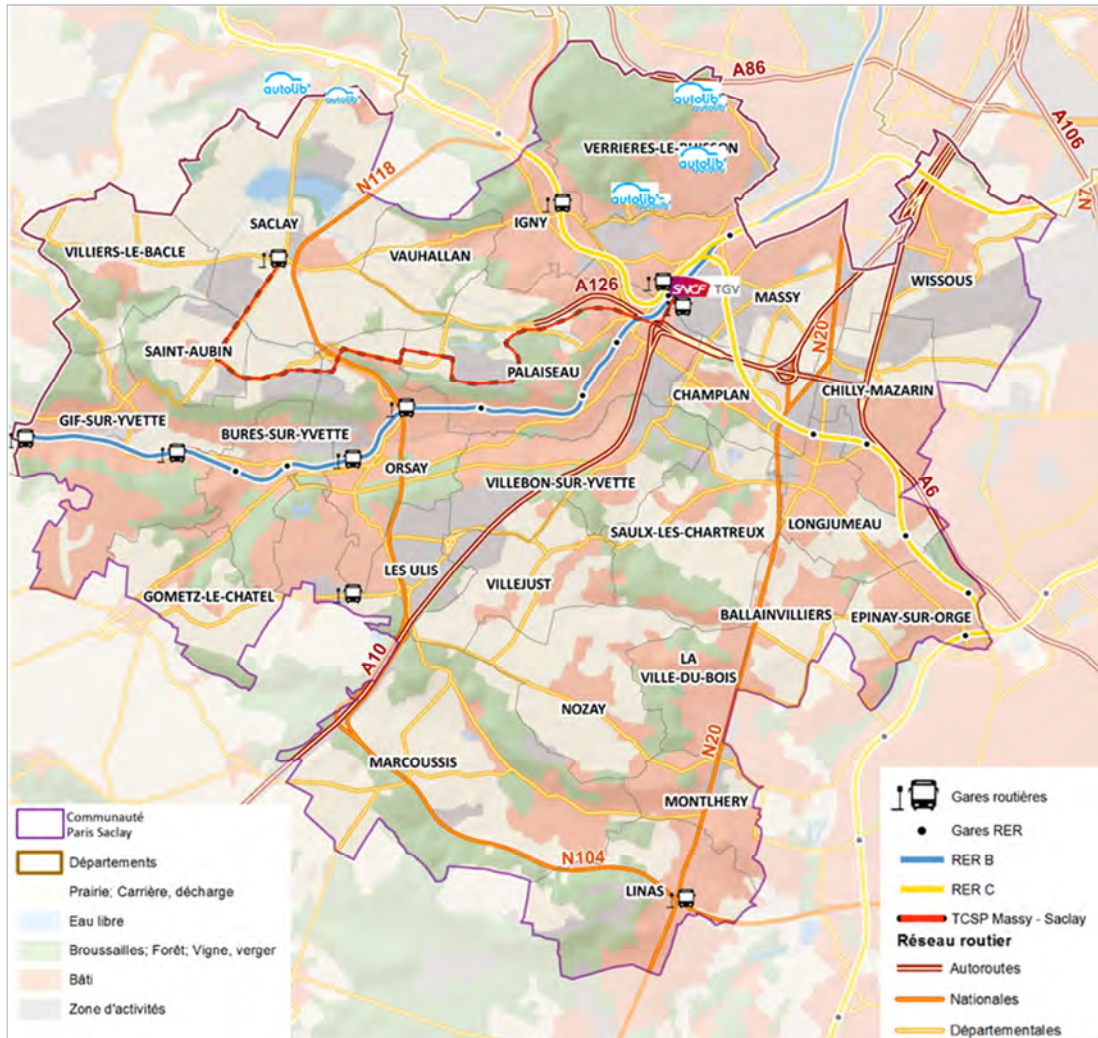 A86
autolib'
autolib'
autolib'
A106
VERRIERES-LE-BUISSON
autolib'
N118
autolib'
N7
IGNY
SACLAY
VILLIERS-LE-BACLE
VAUHALLAN
WISSOUS
A126
SNCF TGV
MASSY
N20
SAINT-AUBIN
PALAISEAU
CHAMPLAN
CHILLY-MAZARIN
GIF-SUR-YVETTE
BURES-SUR-YVETTE
ORSAY
VILLEBON-SUR-YVETTE
A6
SAULX-LES-CHARTREUX
LONGJUMEAU
LES ULIS
VILLEJUST
GOMETZ-LE-CHATEL
BALLAINVILLIERS
EPINAY-SUR-ORGE
A10
LA
VILLE-DU-BOIS
NOZAY
N20
MARCOUSSIS
MONTLHERY
N104
LINAS
Communauté
Paris Saclay
Départements
Prairie; Carrière, décharge
Eau libre
Broussailles; Forêt; Vigne, verger
Bâti
Zone d'activités
Gares routières
Gares RER
RER B
RER C
TCSP Massy - Saclay
Réseau routier
Autoroutes
Nationales
Départementales